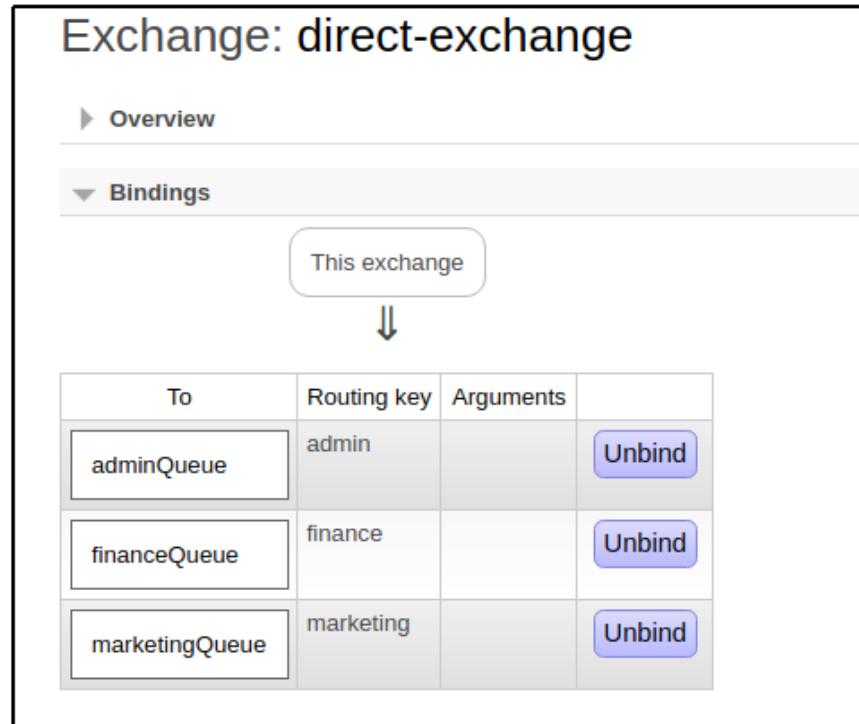 Exchange: direct-exchange
Overview
Bindings
This exchange
To Routing key Arguments
adminQueue admin Unbind
financeQueue finance Unbind
marketingQueue marketing Unbind